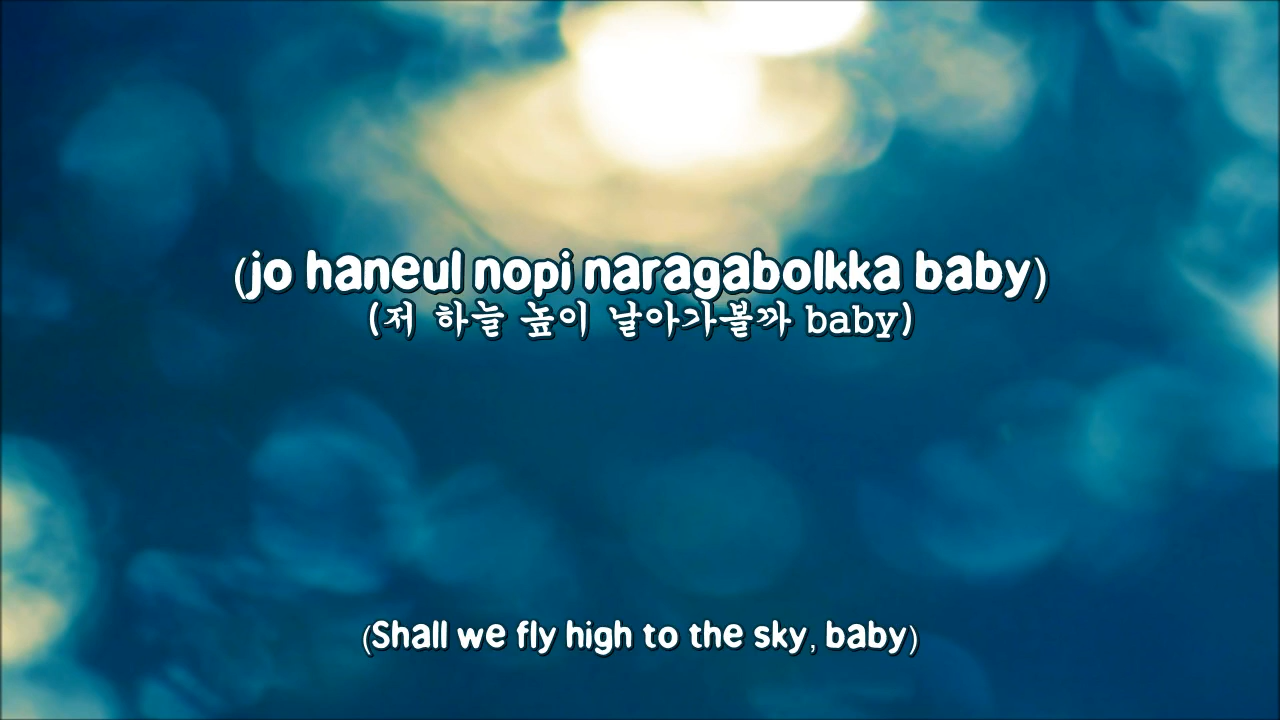 (jo haneul nopi naragabolkka baby)
(저 하늘 높이 날아가볼까 baby)
(Shall we fly high to the sky, baby)